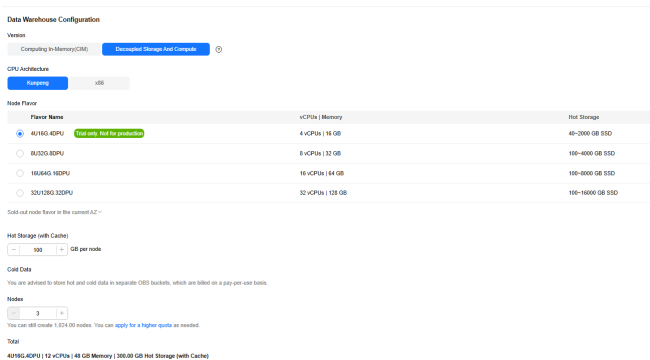 Data Warehouse Configuration
Version
Computing In-Memory(CIM) Decoupled Storage And Compute
CPU Architecture
Kunpeng x86
Node Flavor
Flavor Name vCPUs | Memory Hot Storage
4U16G.4DPU Trial only. Not for production 4 vCPUs | 16 GB 40~2000 GB SSD
8U32G.8DPU 8 vCPUs | 32 GB 100~4000 GB SSD
16U64G.16DPU 16 vCPUs | 64 GB 100~8000 GB SSD
32U128G.32DPU 32 vCPUs | 128 GB 100~16000 GB SSD
Sold-out node flavor in the current AZ
Hot Storage (with Cache)
− 100 + GB per node
Cold Data
You are advised to store hot and cold data in separate OBS buckets, which are billed on a pay-per-use basis.
Nodes
− 3 +
You can still create 1,024.00 nodes. You can apply for a higher quota as needed.
Total
4U16G.4DPU | 12 vCPUs | 48 GB Memory | 300.00 GB Hot Storage (with Cache)